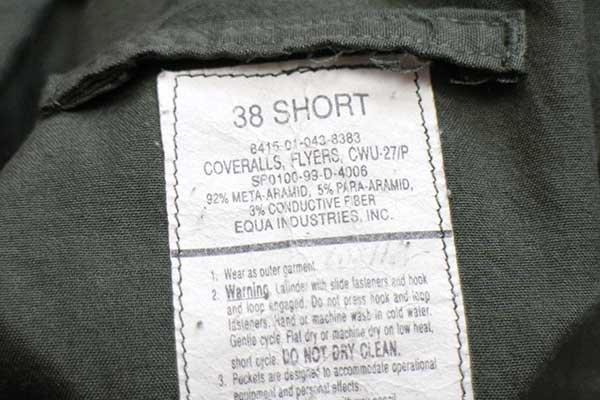 38 SHORT
8415-01-043-8383
COVERALLS, FLYERS, CWU-27/P
SP0100-99-D-4006
92% META-ARAMID, 5% PARA-ARAMID,
3% CONDUCTIVE FIBER
EQUA INDUSTRIES, INC.
1. Wear as outer garment.
2. Warning. Launder with slide fasteners and hook
and loop engaged. Do not press hook and loop
fasteners. Hand or machine wash in cold water.
Gentle cycle. Flat dry or machine dry on low heat,
short cycle. DO NOT DRY CLEAN.
3. Pockets are designed to accommodate operational
equipment and personal effects.